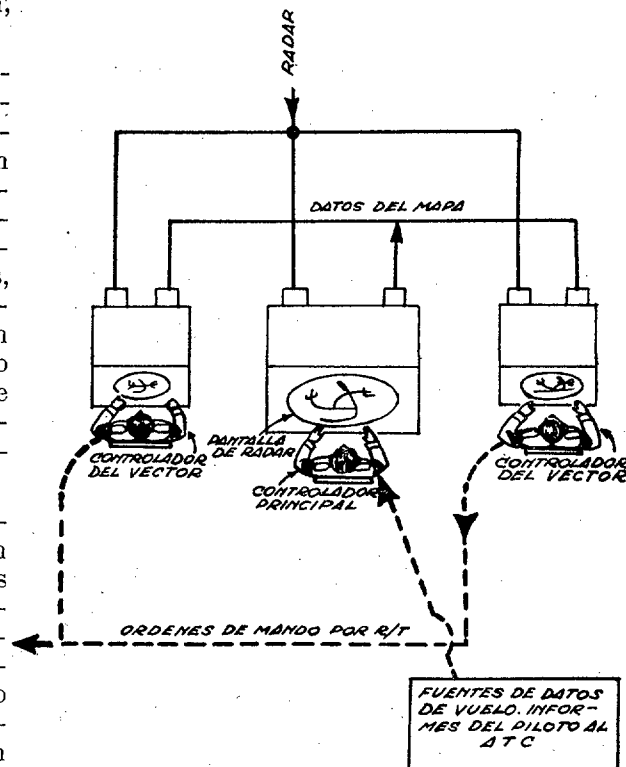 RADAR
DATOS DEL MAPA
CONTROLADOR
DEL VECTOR
PANTALLA
DE RADAR
CONTROLADOR
PRINCIPAL
CONTROLADOR
DEL VECTOR
ORDENES DE MANDO POR R/T
FUENTES DE DATOS
DE VUELO. INFOR-
MES DEL PILOTO AL
ATC